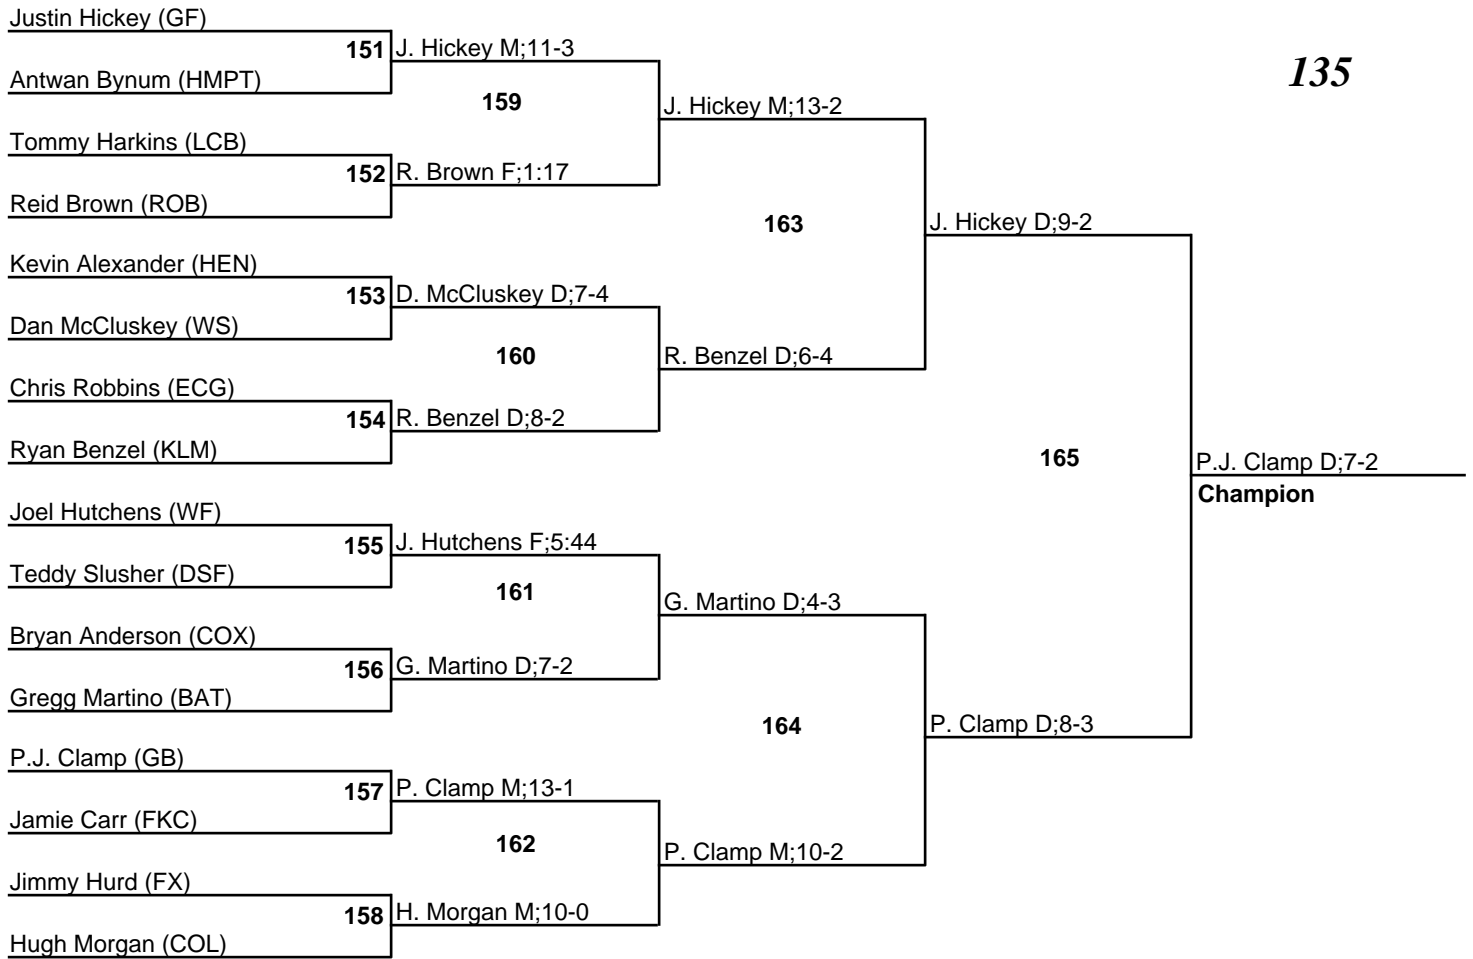 Justin Hickey (GF)
151 J. Hickey M;11-3
135
Antwan Bynum (HMPT)
159
J. Hickey M;13-2
Tommy Harkins (LCB)
152 R. Brown F;1:17
Reid Brown (ROB)
163
J. Hickey D;9-2
Kevin Alexander (HEN)
153 D. McCluskey D;7-4
Dan McCluskey (WS)
160
R. Benzel D;6-4
Chris Robbins (ECG)
154 R. Benzel D;8-2
Ryan Benzel (KLM)
165
P.J. Clamp D;7-2
Champion
Joel Hutchens (WF)
155 J. Hutchens F;5:44
Teddy Slusher (DSF)
161
G. Martino D;4-3
Bryan Anderson (COX)
156 G. Martino D;7-2
Gregg Martino (BAT)
164
P. Clamp D;8-3
P.J. Clamp (GB)
157 P. Clamp M;13-1
Jamie Carr (FKC)
162
P. Clamp M;10-2
Jimmy Hurd (FX)
158 H. Morgan M;10-0
Hugh Morgan (COL)